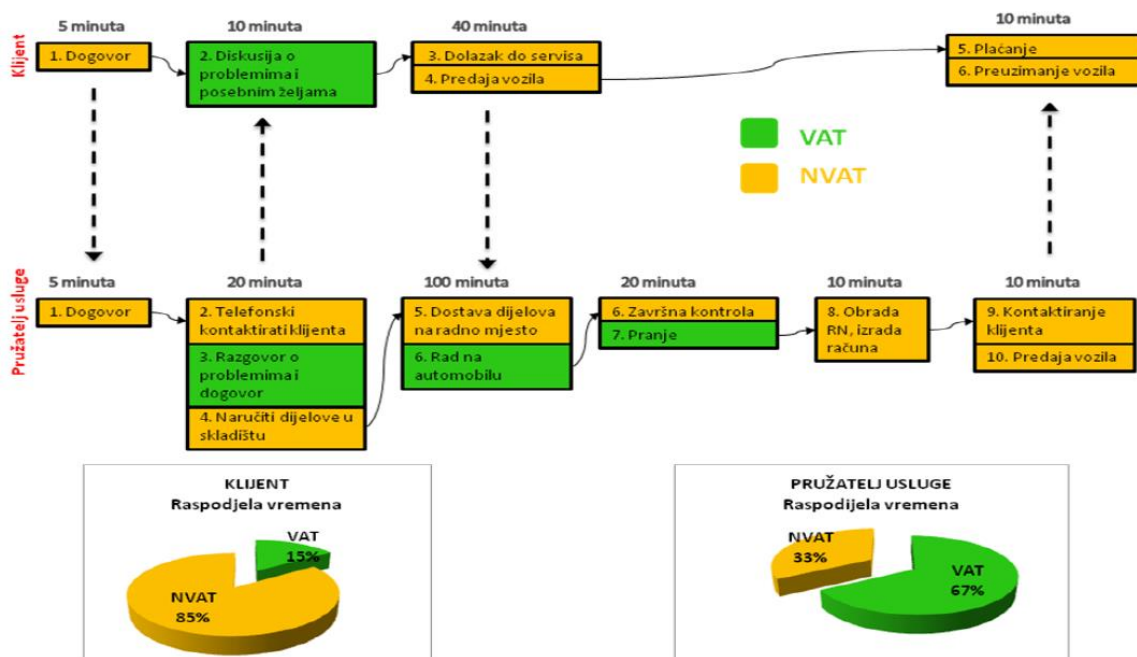 5 minuta
10 minuta
40 minuta
10 minuta
Klijent
1. Dogovor
2. Diskusija o
problemima i
posebnim željama
3. Dolazak do servisa
4. Predaja vozila
5. Plaćanje
6. Preuzimanje vozila
VAT
NVAT
5 minuta
20 minuta
100 minuta
20 minuta
10 minuta
10 minuta
Pružatelj usluge
1. Dogovor
2. Telefonski
kontaktirati klijenta
3. Razgovor o
problemima i
dogovor
4. Naručiti dijelove u
skladištu
5. Dostava dijelova
na radno mjesto
6. Rad na
automobilu
6. Završna kontrola
7. Pranje
8. Obrada
RN, izrada
računa
9. Kontaktiranje
klijenta
10. Predaja vozila
KLIJENT
Raspodjela vremena
VAT
15%
NVAT
85%
PRUŽATELJ USLUGE
Raspodijela vremena
NVAT
33%
VAT
67%